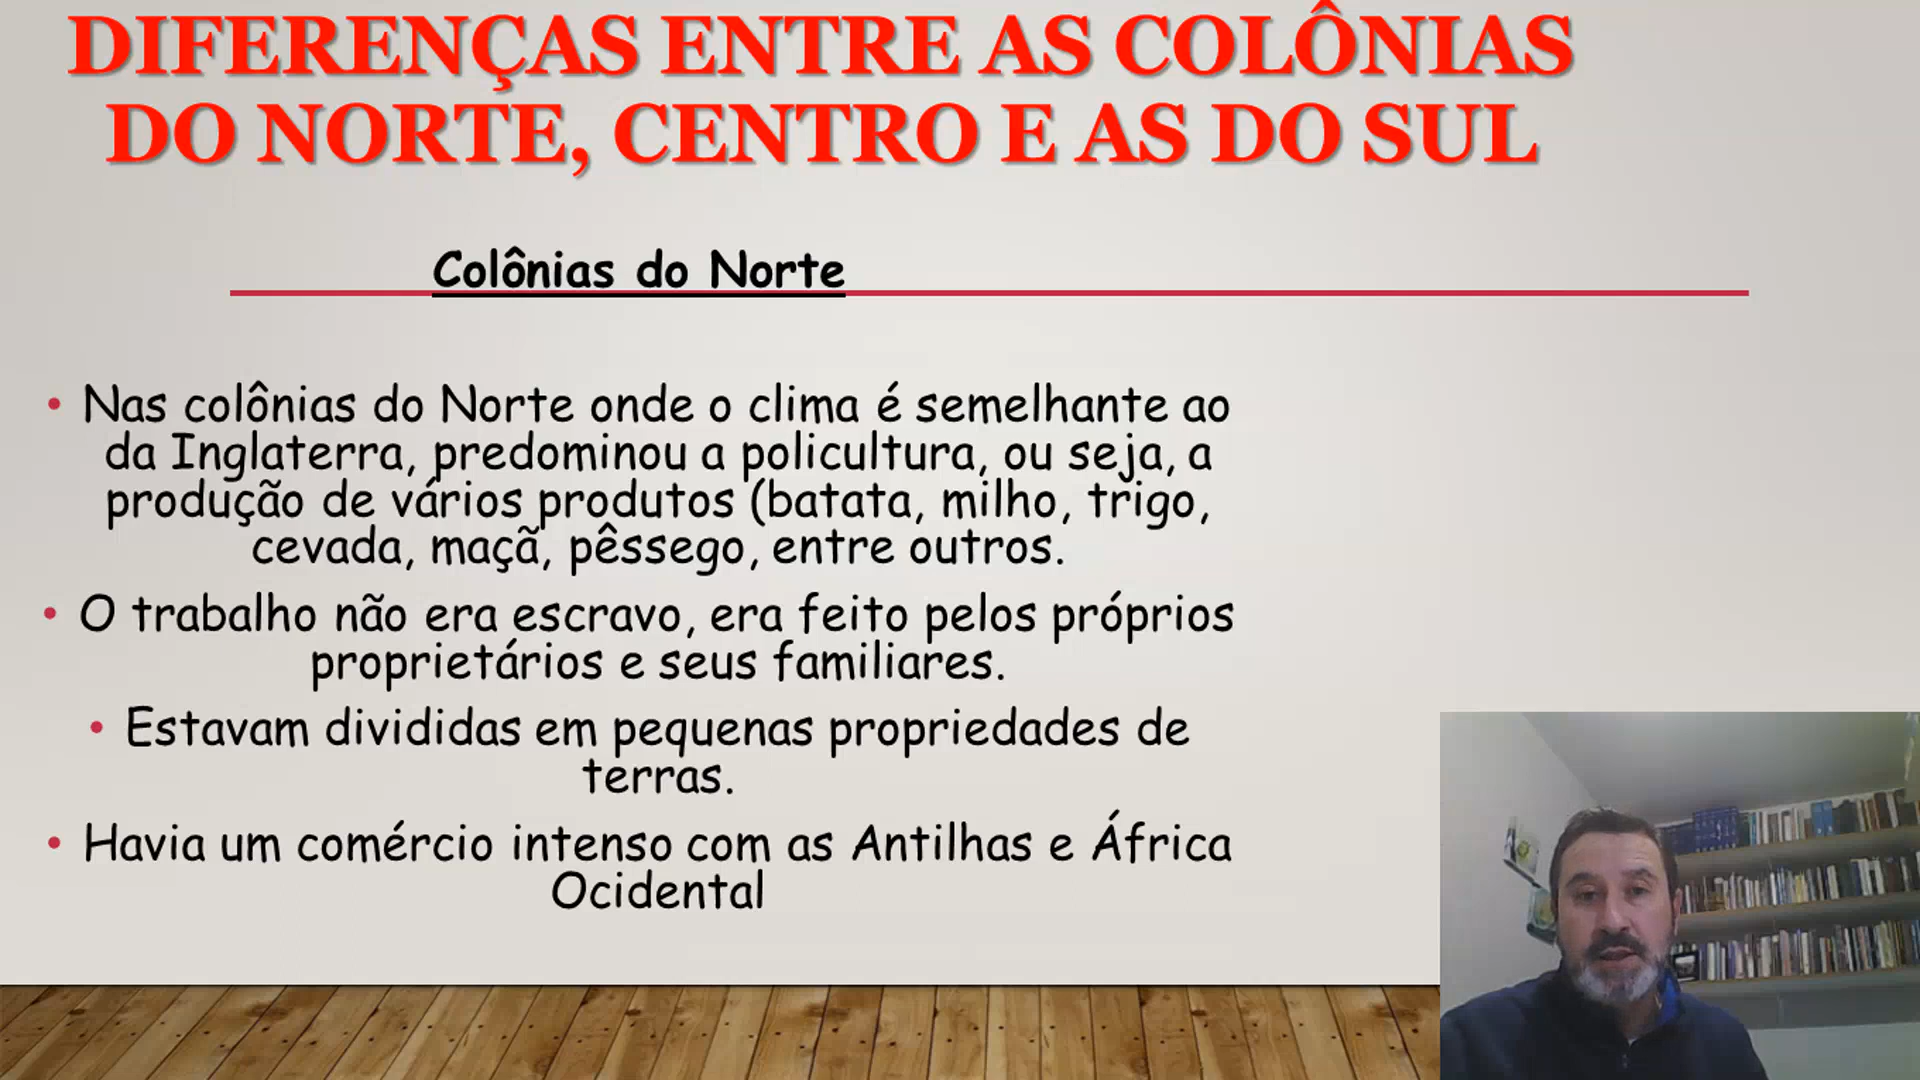 DIFERENÇAS ENTRE AS COLÔNIAS
DO NORTE, CENTRO E AS DO SUL
Colônias do Norte
• Nas colônias do Norte onde o clima é semelhante ao
da Inglaterra, predominou a policultura, ou seja, a
produção de vários produtos (batata, milho, trigo,
cevada, maçã, pêssego, entre outros.
• O trabalho não era escravo, era feito pelos próprios
proprietários e seus familiares.
• Estavam divididas em pequenas propriedades de
terras.
• Havia um comércio intenso com as Antilhas e África
Ocidental